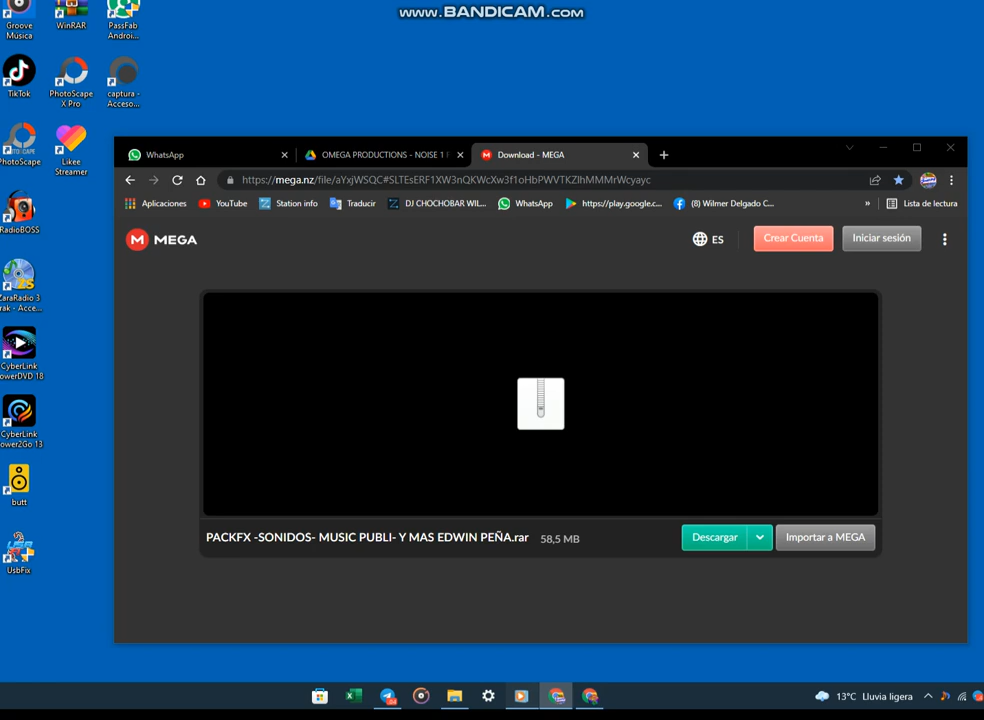 www.BANDICAM.com
Groove
Música
WinRAR
PassFab
Androi...
TikTok
PhotoScape
X Pro
captura -
Acceso...
PhotoScape
Likee
Streamer
RadioBOSS
ZaraRadio 3
rak - Acce...
CyberLink
PowerDVD 18
CyberLink
Power2Go 13
butt
UsbFix
WhatsApp
OMEGA PRODUCTIONS - NOISE 1
Download - MEGA
https://mega.nz/file/aYxjWSQC#SLTEsERF1XW3nQKWcXw3f1oHbPWVTKZIhMMMrWcyayc
Aplicaciones
YouTube
Station info
Traducir
DJ CHOCHOBAR WIL...
WhatsApp
https://play.google.c...
(8) Wilmer Delgado C...
»
Lista de lectura
M MEGA
ES
Crear Cuenta
Iniciar sesión
PACKFX -SONIDOS- MUSIC PUBLI- Y MAS EDWIN PEÑA.rar
58,5 MB
Descargar
Importar a MEGA
13°C Lluvia ligera